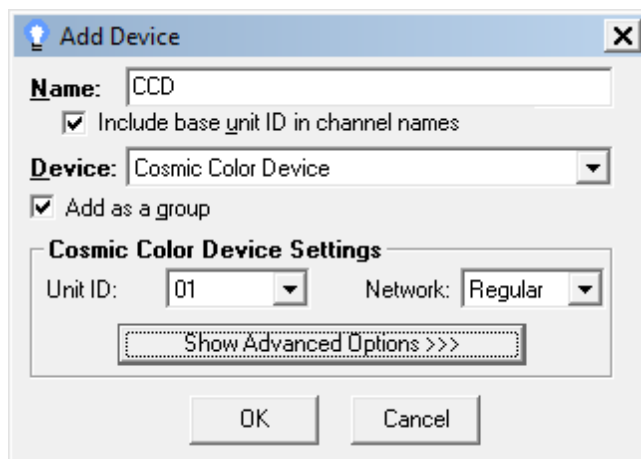 Add Device
Name: CCD
Include base unit ID in channel names
Device: Cosmic Color Device
Add as a group
Cosmic Color Device Settings
Unit ID: 01 Network: Regular
Show Advanced Options >>>
OK Cancel